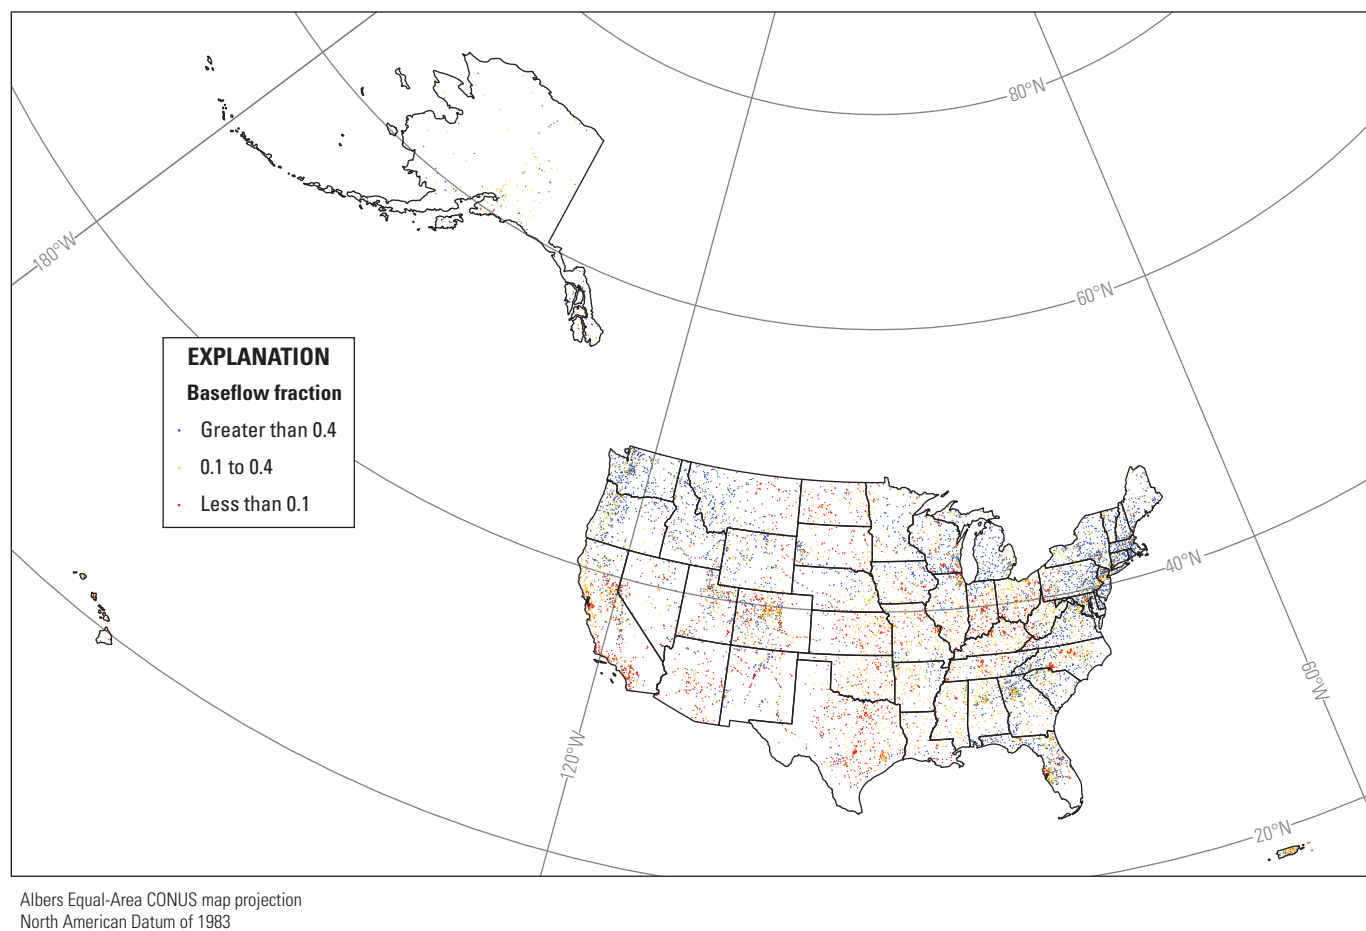 80°N
180°W
60°N
EXPLANATION
Baseflow fraction
Greater than 0.4
0.1 to 0.4
Less than 0.1
40°N
60°W
120°W
20°N
Albers Equal-Area CONUS map projection
North American Datum of 1983